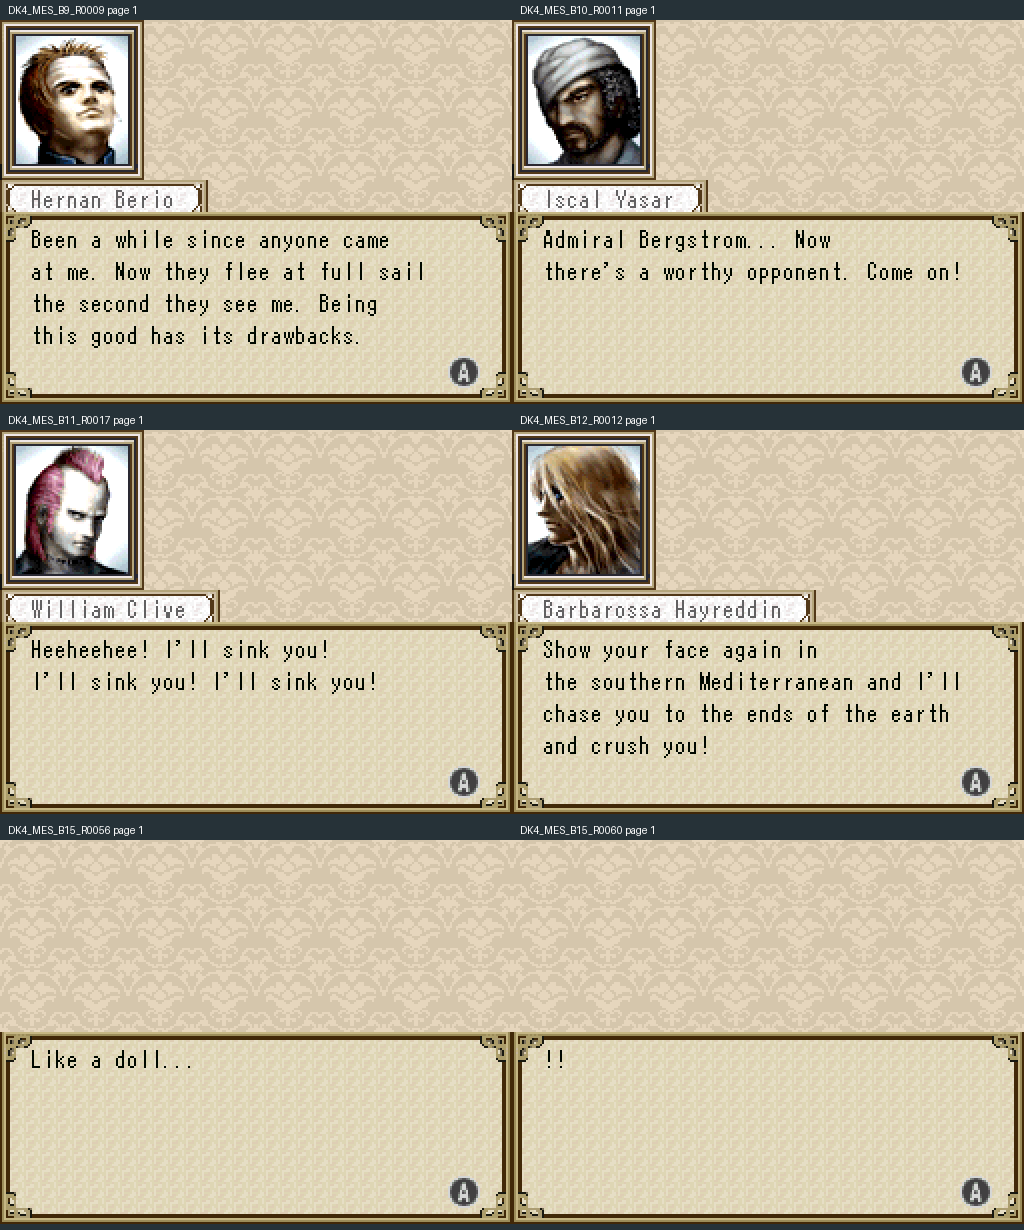 DK4_MES_B9_R0009 page 1
Hernan Berio
Been a while since anyone came
at me. Now they flee at full sail
the second they see me. Being
this good has its drawbacks.
A
DK4_MES_B10_R0011 page 1
Iscal Yasar
Admiral Bergstrom... Now
there's a worthy opponent. Come on!
A
DK4_MES_B11_R0017 page 1
William Clive
Heeheehee! I'll sink you!
I'll sink you! I'll sink you!
A
DK4_MES_B12_R0012 page 1
Barbarossa Hayreddin
Show your face again in
the southern Mediterranean and I'll
chase you to the ends of the earth
and crush you!
A
DK4_MES_B15_R0056 page 1
Like a doll...
A
DK4_MES_B15_R0060 page 1
!!
A